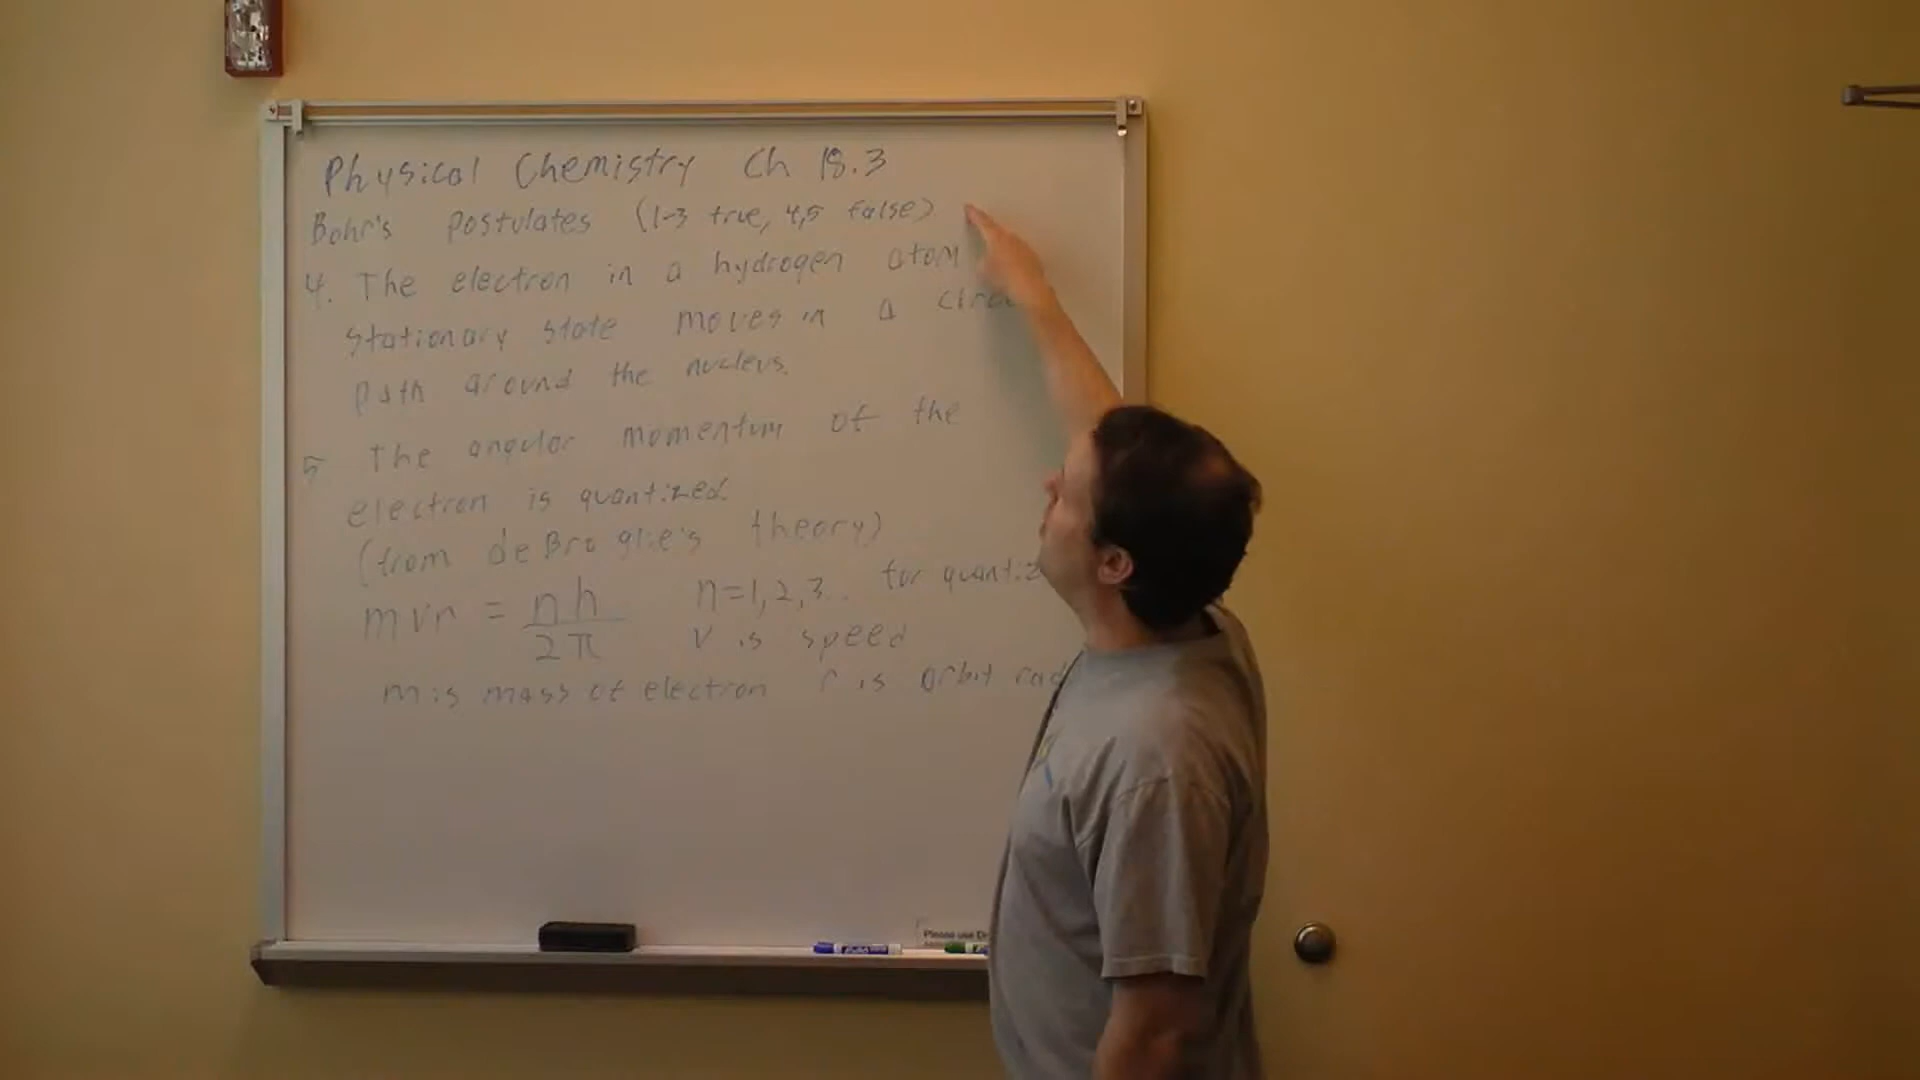 Physical Chemistry Ch 18.3
Bohr's Postulates (1-3 true, 4,5 false)
4. The electron in a hydrogen atom
stationary state moves in a
path around the nucleus.
5 The angular momentum of the
electron is quantized.
(from deBroglie's theory)
mvr = nh / 2π n=1,2,3.. for
v is speed
m is mass of electron r is orbit
Please use